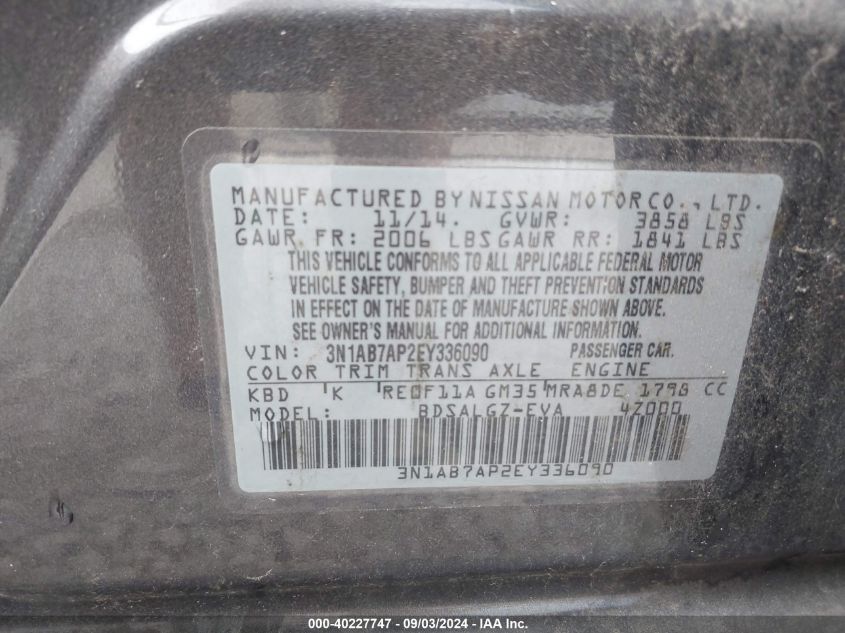 MANUFACTURED BY NISSAN MOTOR CO., LTD.
DATE: 11/14. GVWR: 3858 LBS
GAWR FR: 2006 LBS GAWR RR: 1841 LBS
THIS VEHICLE CONFORMS TO ALL APPLICABLE FEDERAL MOTOR
VEHICLE SAFETY, BUMPER AND THEFT PREVENTION STANDARDS
IN EFFECT ON THE DATE OF MANUFACTURE SHOWN ABOVE.
SEE OWNER'S MANUAL FOR ADDITIONAL INFORMATION.
VIN: 3N1AB7AP2EY336090 PASSENGER CAR.
COLOR TRIM TRANS AXLE ENGINE
KBD K RE0F11A GM35 MRA8DE 1798 CC
MODEL: BDSALGZ-EVA 4Z000
3N1AB7AP2EY336090
000-40227747 - 09/03/2024 - IAA Inc.